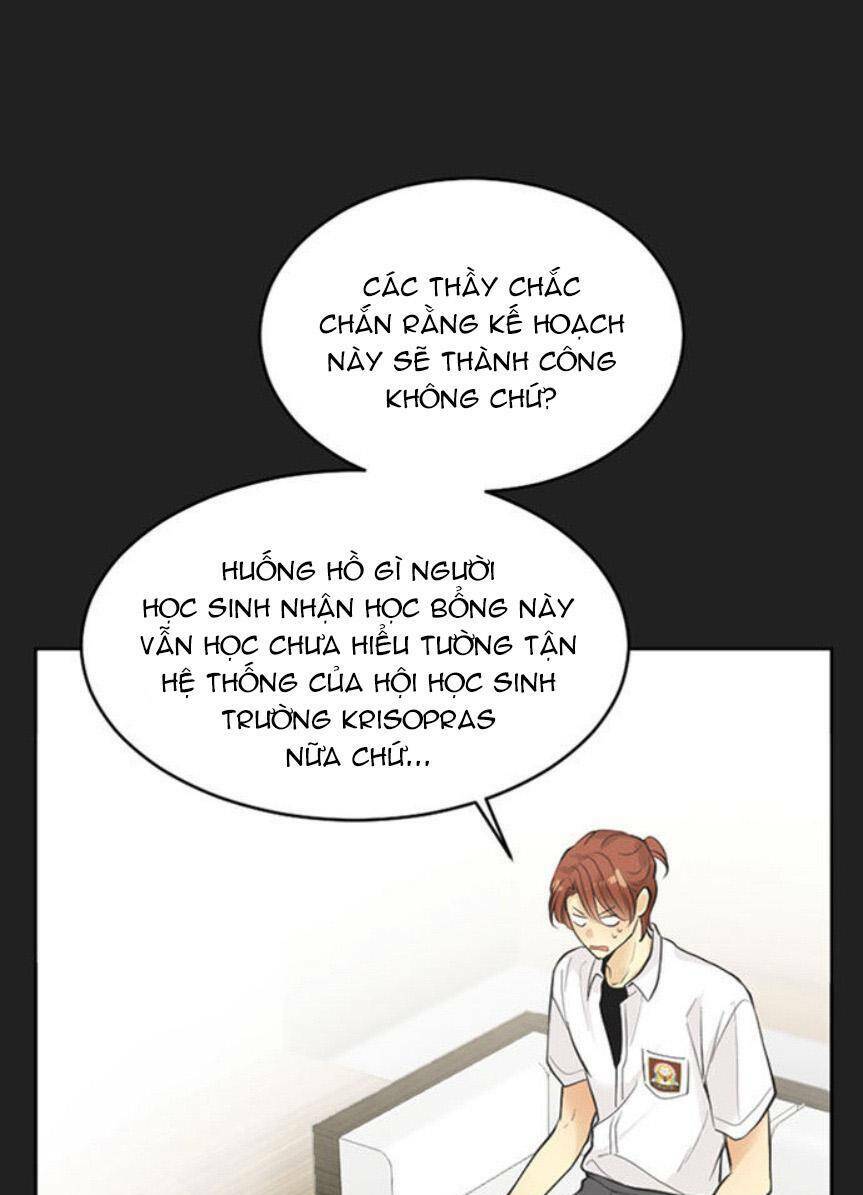 CÁC THẦY CHẮC
CHẮN RẰNG KẾ HOẠCH
NÀY SẼ THÀNH CÔNG
KHÔNG CHỨ?
HUỐNG HỒ GÌ NGƯỜI
HỌC SINH NHẬN HỌC BỔNG NÀY
VẪN HỌC CHƯA HIỂU TƯỜNG TẬN
HỆ THỐNG CỦA HỘI HỌC SINH
TRƯỜNG KRISOPRAS
NỮA CHỨ...